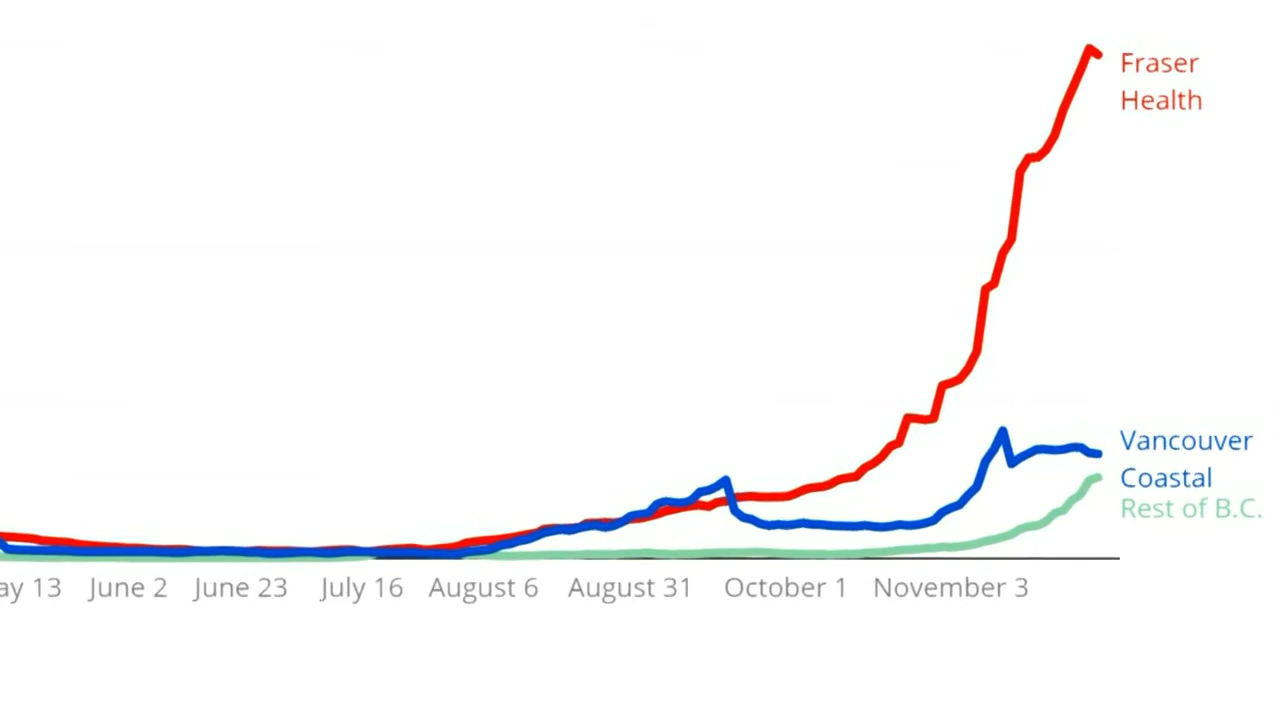 Fraser
Health
Vancouver
Coastal
Rest of B.C.
ay 13 June 2 June 23 July 16 August 6 August 31 October 1 November 3